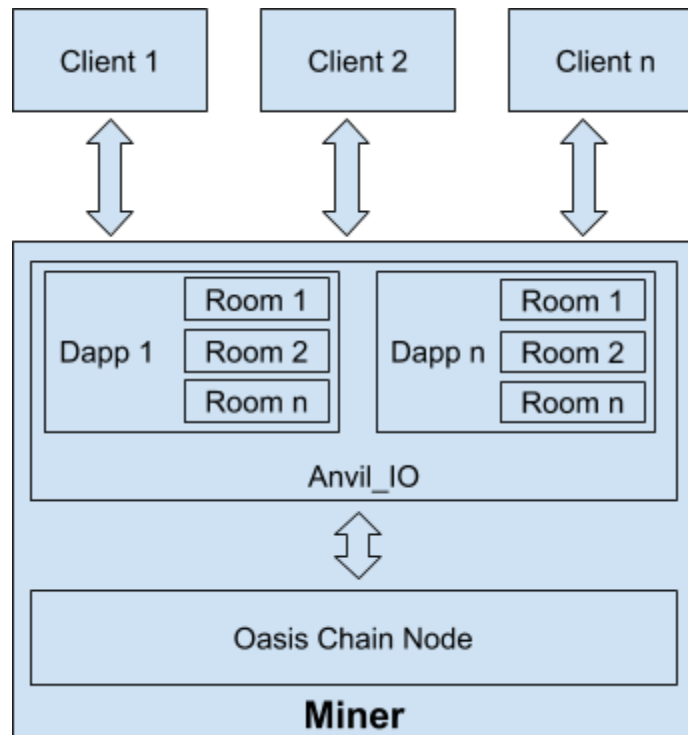 Client 1
Client 2
Client n
Dapp 1
Room 1
Room 2
Room n
Dapp n
Room 1
Room 2
Room n
Anvil_IO
Oasis Chain Node
Miner